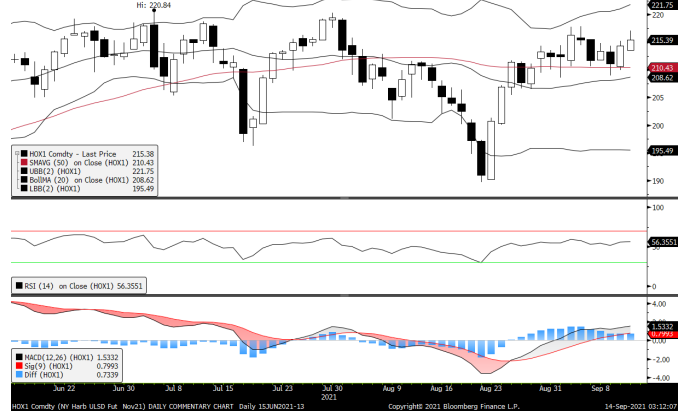 Hi: 220.84
221.75
220
215.39
210.43
208.62
205
200
195.49
190
HOX1 Comdty - Last Price 215.38
SMAVG (50) on Close (HOX1) 210.43
UBB(2) (HOX1) 221.75
BollMA (20) on Close (HOX1) 208.62
LBB(2) (HOX1) 195.49
100
56.3551
0
RSI (14) on Close (HOX1) 56.3551
4.00
1.5332
0.7993
0.00
-2.00
-4.00
MACD(12,26) (HOX1) 1.5332
Sig(9) (HOX1) 0.7993
Diff (HOX1) 0.7339
Jun 22 Jun 30 Jul 8 Jul 15 Jul 22 Jul 30 Aug 9 Aug 16 Aug 23 Aug 31 Sep 8
2021
HOX1 Comdty (NY Harb ULSD Fut Nov21) DAILY COMMENTARY CHART Daily 15JUN2021-13 Copyright© 2021 Bloomberg Finance L.P. 14-Sep-2021 03:12:07